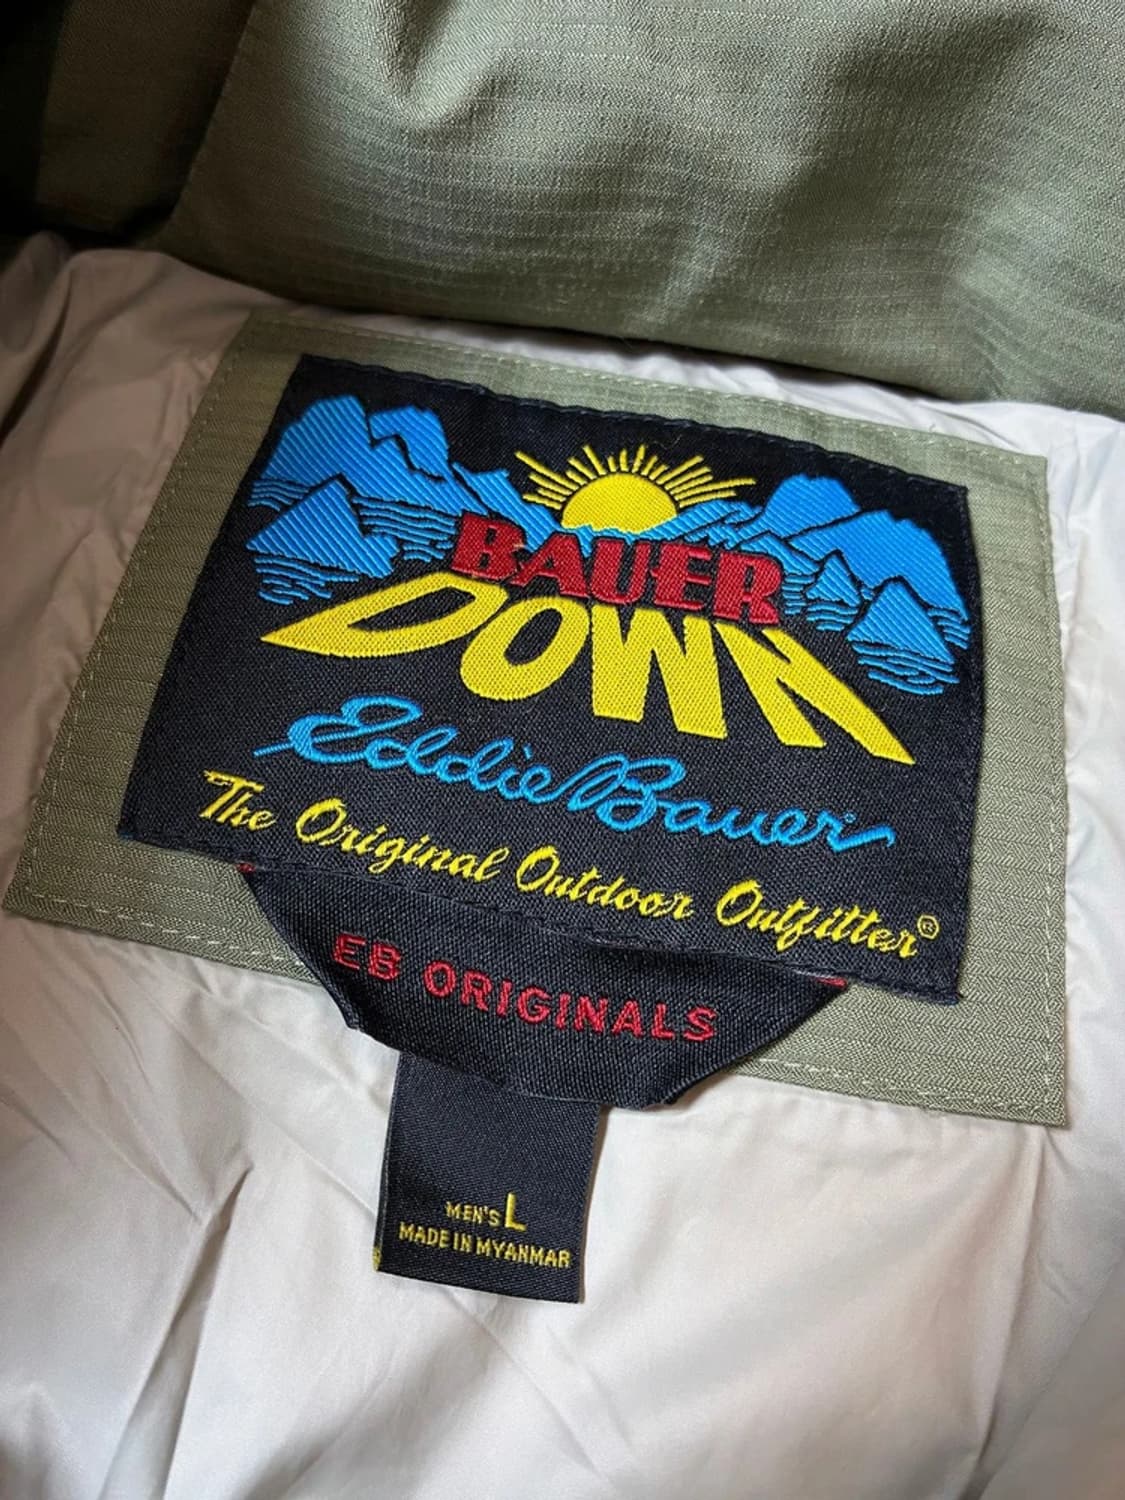 BAUER
DOWN
Eddie Bauer
The Original Outdoor Outfitter®
EB ORIGINALS
MEN'S L
MADE IN MYANMAR